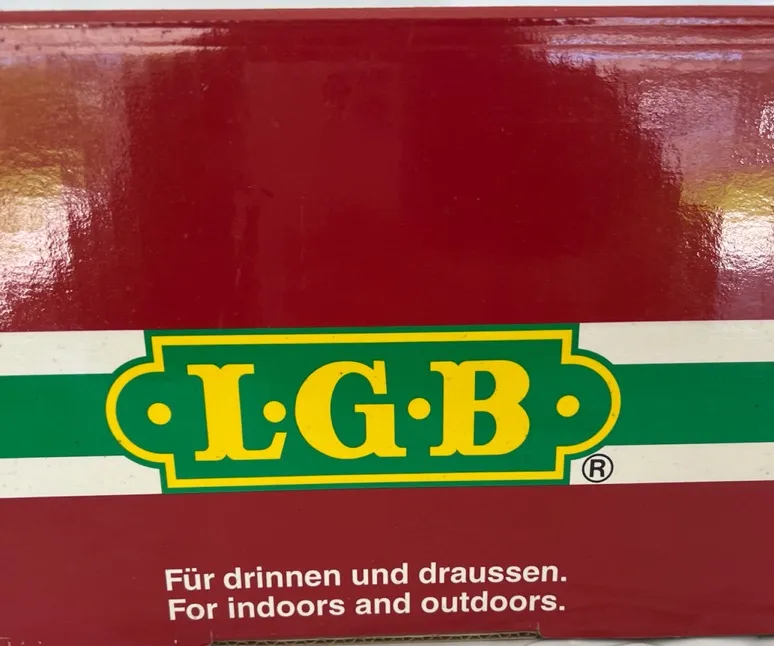 L·G·B
®
Für drinnen und draussen.
For indoors and outdoors.